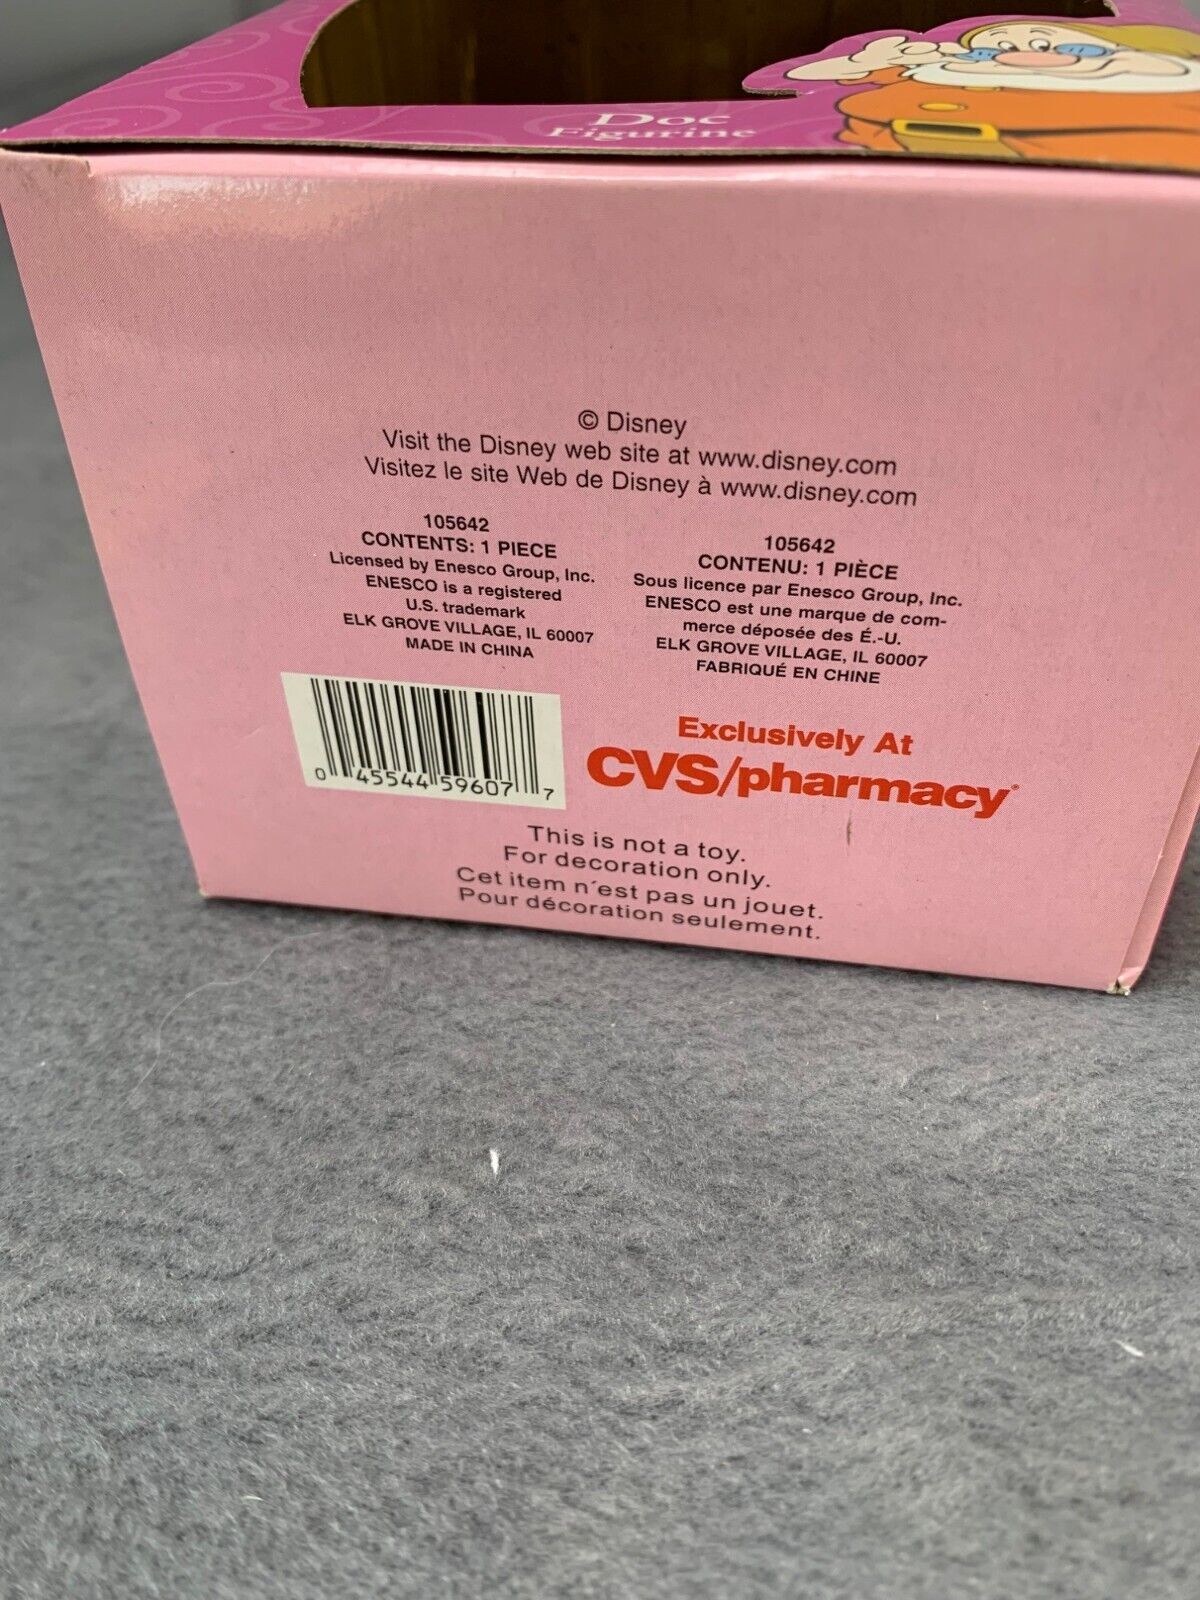 Doc
Figurine
© Disney
Visit the Disney web site at www.disney.com
Visitez le site Web de Disney à www.disney.com
105642
CONTENTS: 1 PIECE
Licensed by Enesco Group, Inc.
ENESCO is a registered
U.S. trademark
ELK GROVE VILLAGE, IL 60007
MADE IN CHINA
105642
CONTENU: 1 PIÈCE
Sous licence par Enesco Group, Inc.
ENESCO est une marque de com-
merce déposée des É.-U.
ELK GROVE VILLAGE, IL 60007
FABRIQUÉ EN CHINE
0 45544 59607 7
Exclusively At
CVS/pharmacy®
This is not a toy.
For decoration only.
Cet item n´est pas un jouet.
Pour décoration seulement.